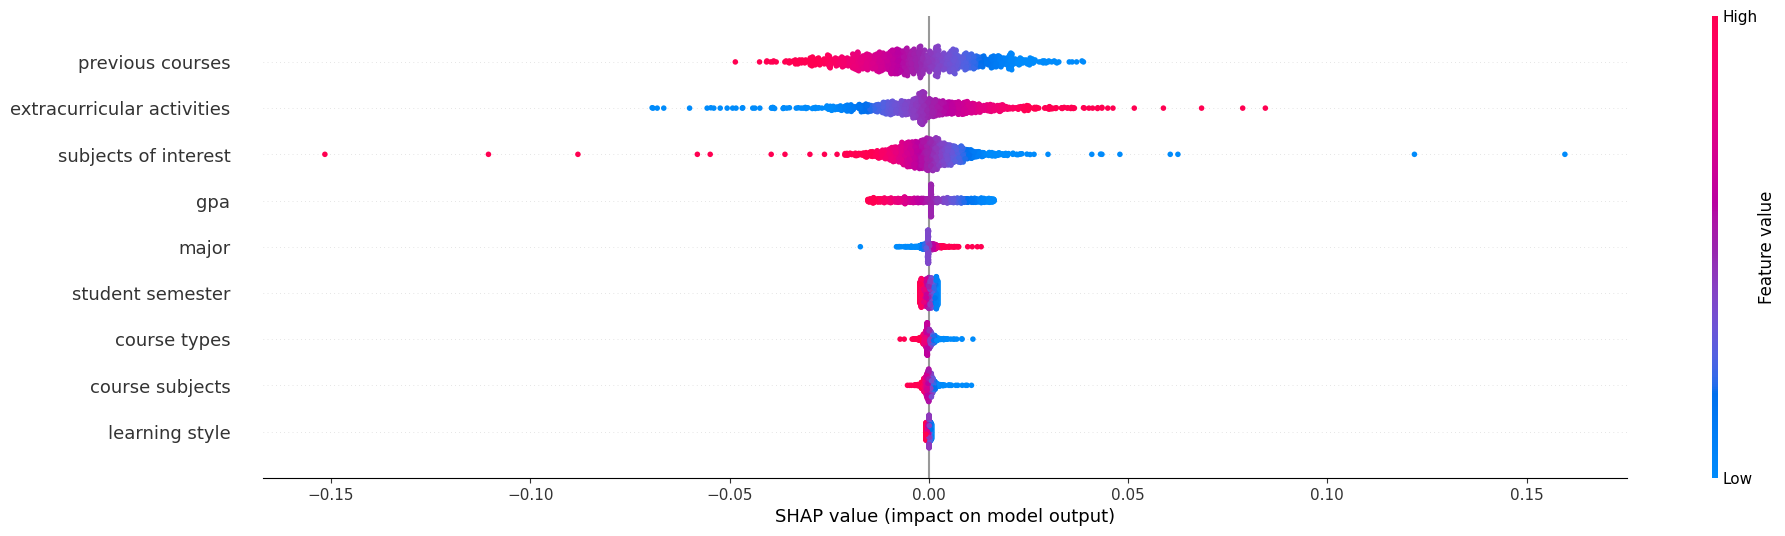 High
previous courses
extracurricular activities
subjects of interest
gpa
major
student semester
course types
course subjects
learning style
Low
Feature value
−0.15 −0.10 −0.05 0.00 0.05 0.10 0.15
SHAP value (impact on model output)